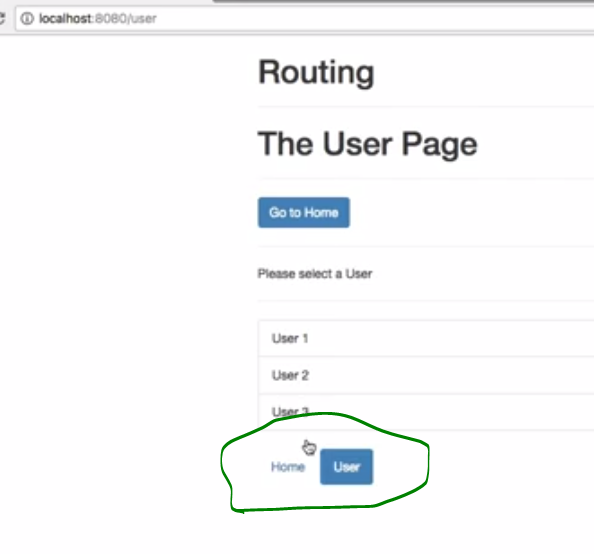 localhost:8080/user
Routing
The User Page
Go to Home
Please select a User
User 1
User 2
User 3
Home User